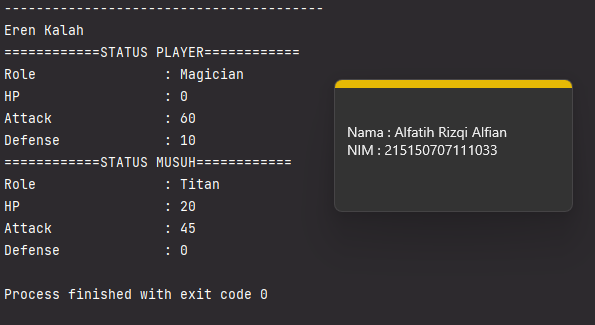 ----------------------------------------
Eren Kalah
============STATUS PLAYER============
Role : Magician
HP : 0
Attack : 60
Defense : 10
============STATUS MUSUH============
Role : Titan
HP : 20
Attack : 45
Defense : 0
Process finished with exit code 0
Nama : Alfatih Rizqi Alfian
NIM : 215150707111033